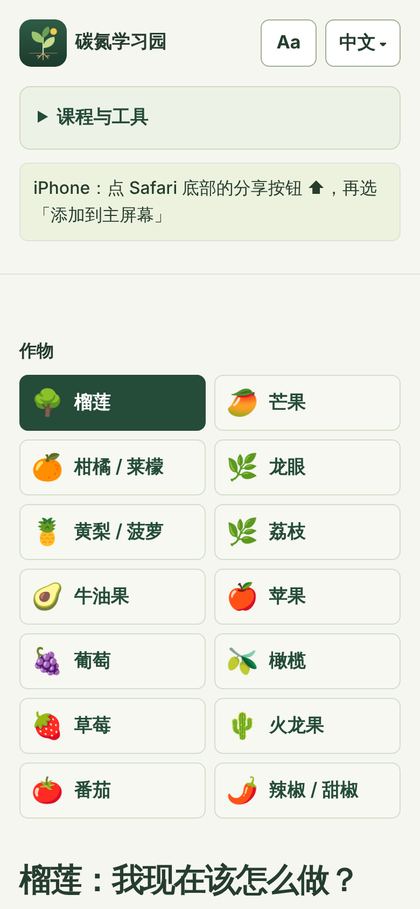 碳氮学习园
Aa
中文
课程与工具
iPhone：点 Safari 底部的分享按钮 ⬆，再选
「添加到主屏幕」
作物
榴莲
芒果
柑橘 / 莱檬
龙眼
黄梨 / 菠萝
荔枝
牛油果
苹果
葡萄
橄榄
草莓
火龙果
番茄
辣椒 / 甜椒
榴莲：我现在该怎么做？